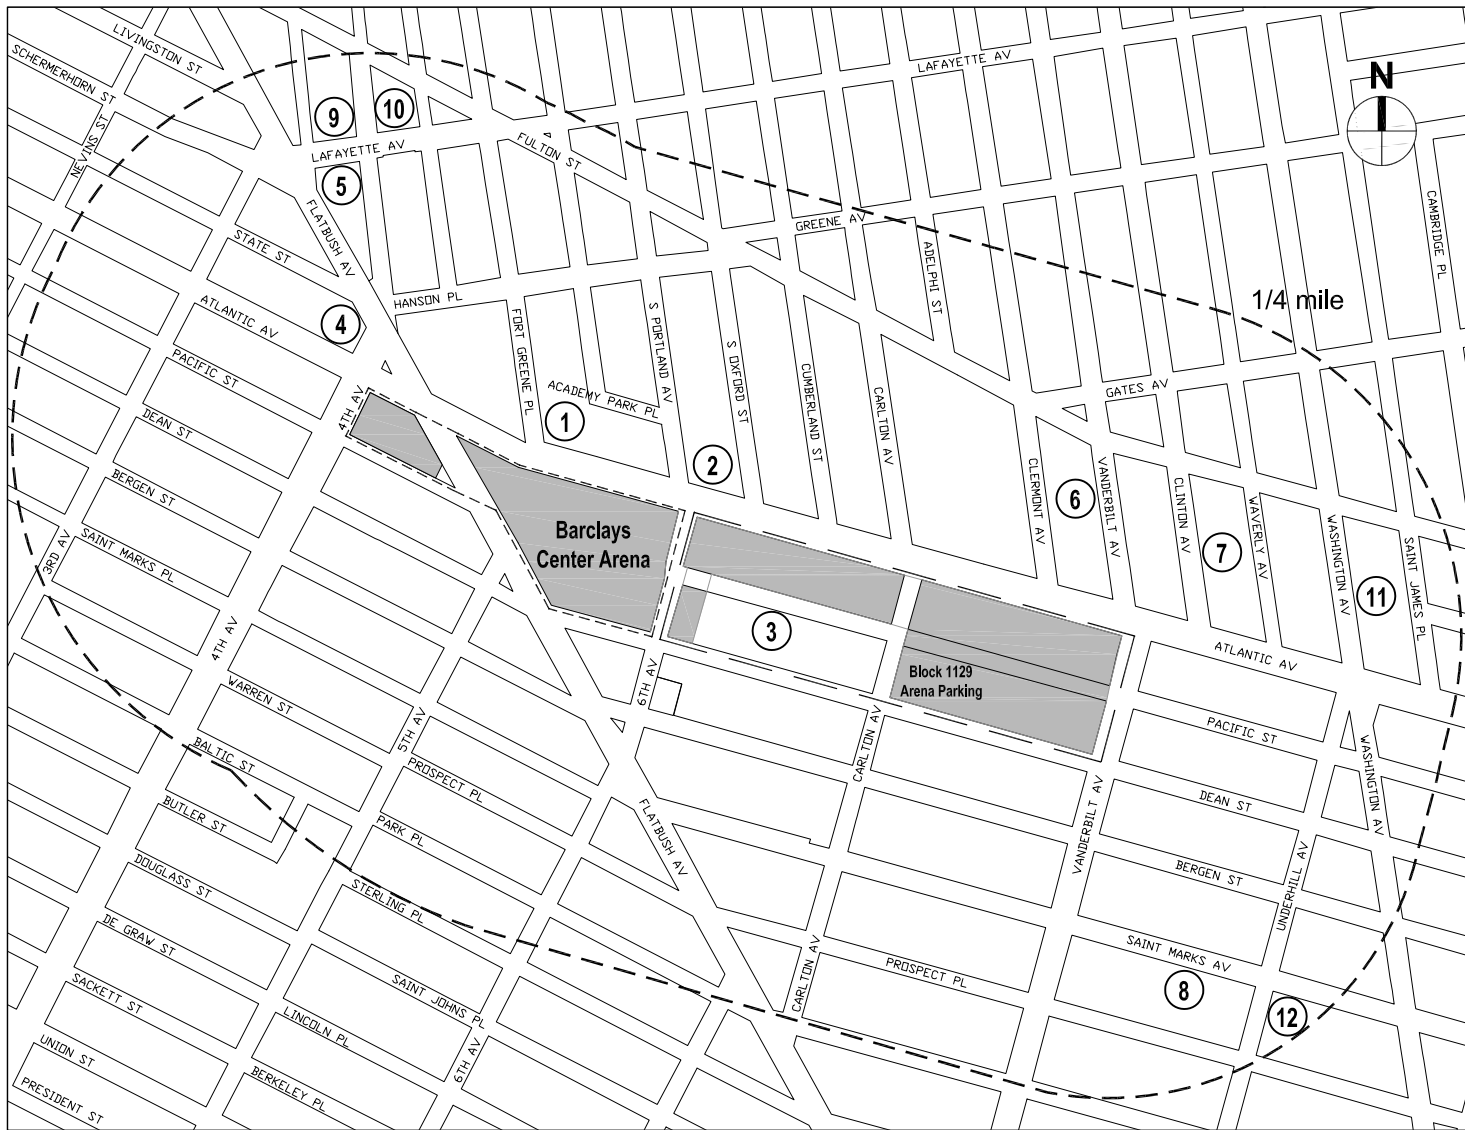 LIVINGSTON ST
SCHERMERHORN ST
NEVINS ST
LAFAYETTE AV
N
9
10
LAFAYETTE AV
FULTON ST
5
FLATBUSH AV
STATE ST
GREENE AV
ADELPHI ST
CAMBRIDGE PL
1/4 mile
HANSON PL
ATLANTIC AV
4
FORT GREENE PL
S PORTLAND AV
S OXFORD ST
CUMBERLAND ST
CARLTON AV
PACIFIC ST
4TH AV
ACADEMY PARK PL
1
GATES AV
DEAN ST
2
CLERMONT AV
6
VANDERBILT AV
CLINTON AV
WAVERLY AV
WASHINGTON AV
SAINT JAMES PL
7
11
BERGEN ST
Barclays
Center Arena
3RD AV
SAINT MARKS PL
4TH AV
3
ATLANTIC AV
Block 1129
Arena Parking
6TH AV
WARREN ST
5TH AV
CARLTON AV
PACIFIC ST
WASHINGTON AV
BALTIC ST
PROSPECT PL
BUTLER ST
FLATBUSH AV
VANDERBILT AV
DEAN ST
PARK PL
BERGEN ST
UNDERHILL AV
DOUGLASS ST
STERLING PL
DE GRAW ST
CARLTON AV
PROSPECT PL
SAINT MARKS AV
8
12
SACKETT ST
SAINT JOHNS PL
LINCOLN PL
6TH AV
UNION ST
BERKELEY PL
PRESIDENT ST